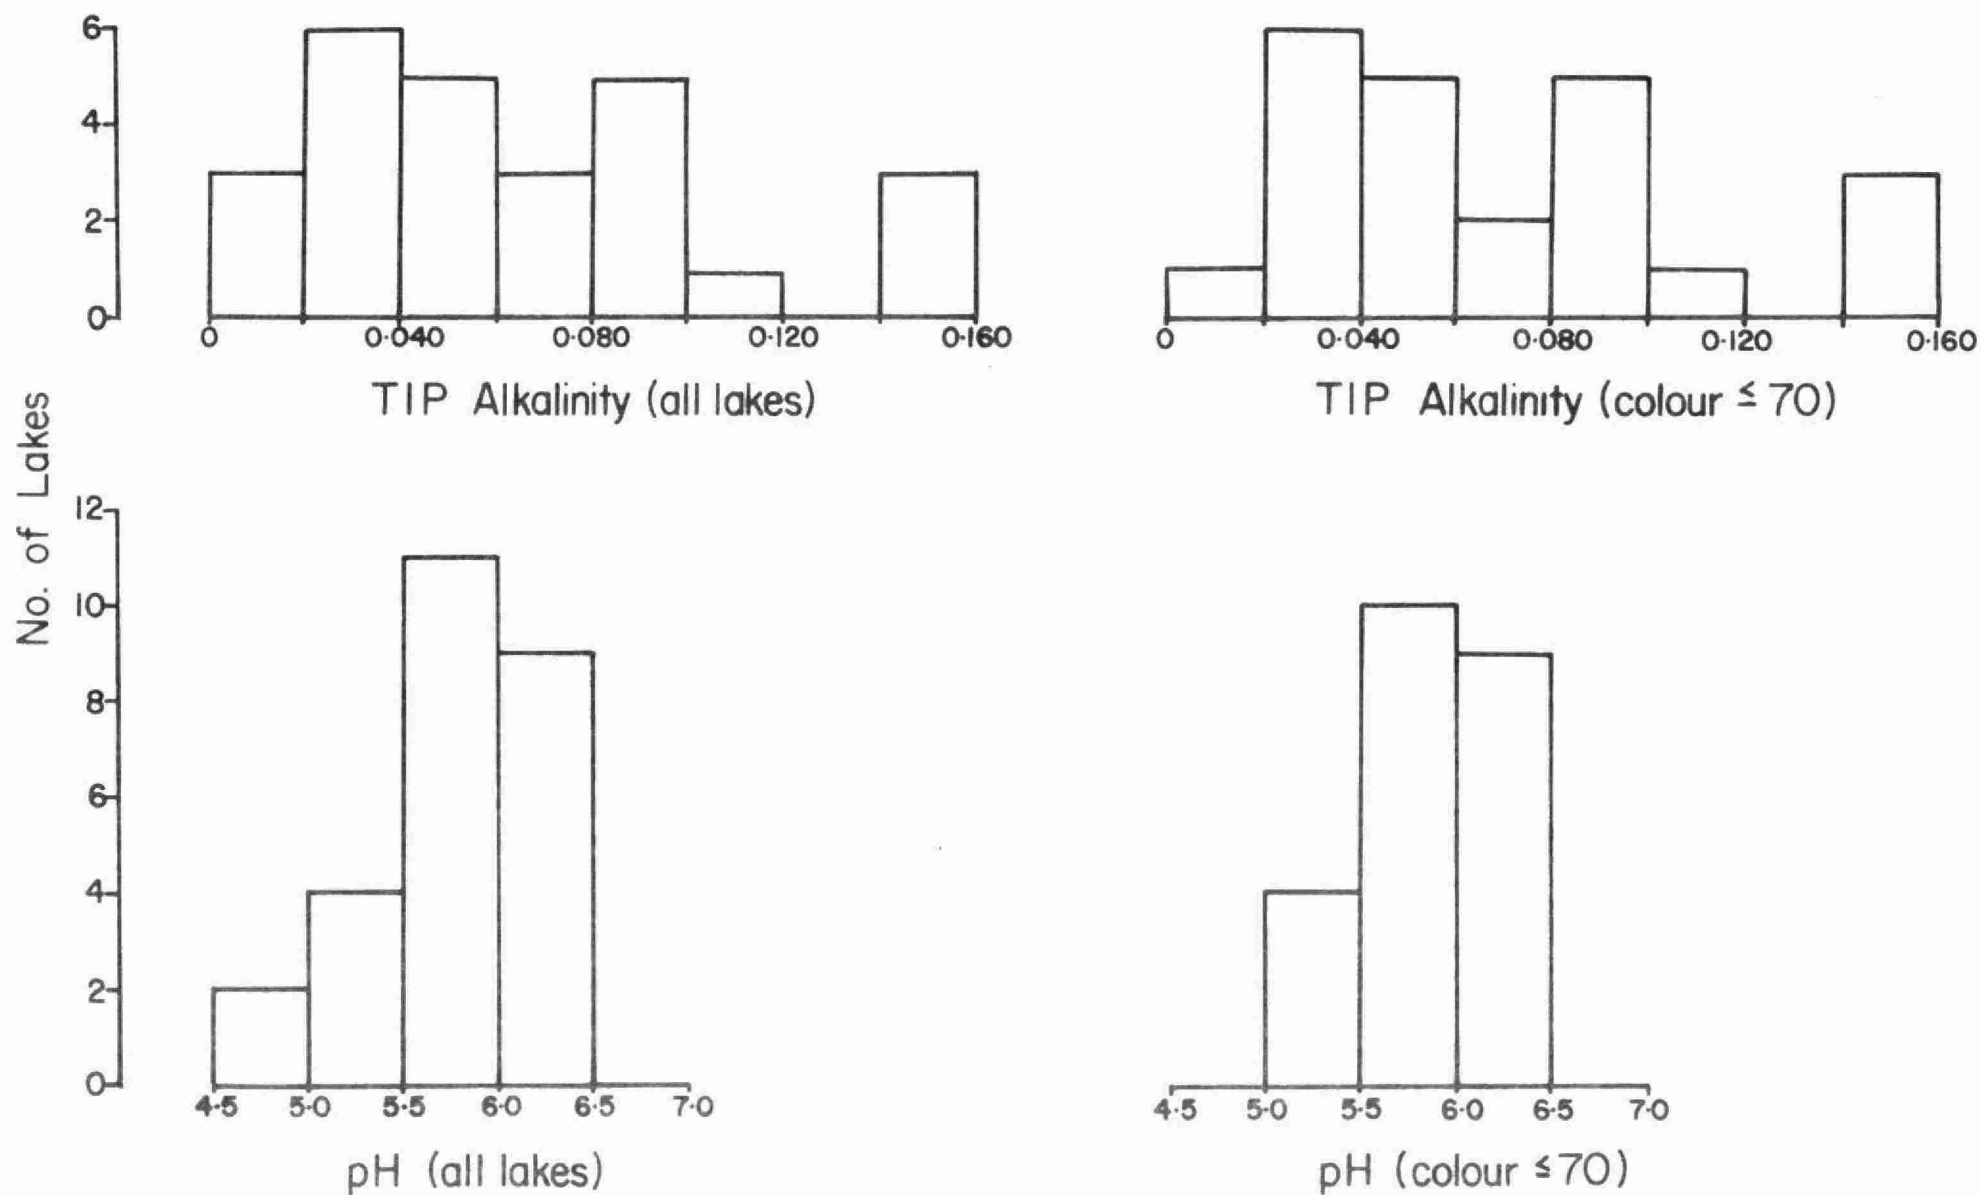 6
4
2
0
0 0·040 0·080 0·120 0·160
TIP Alkalinity (all lakes)
0 0·040 0·080 0·120 0·160
TIP Alkalinity (colour ≤ 70)
No. of Lakes
12
10
8
6
4
2
0
4·5 5·0 5·5 6·0 6·5 7·0
pH (all lakes)
4·5 5·0 5·5 6·0 6·5 7·0
pH (colour ≤ 70)